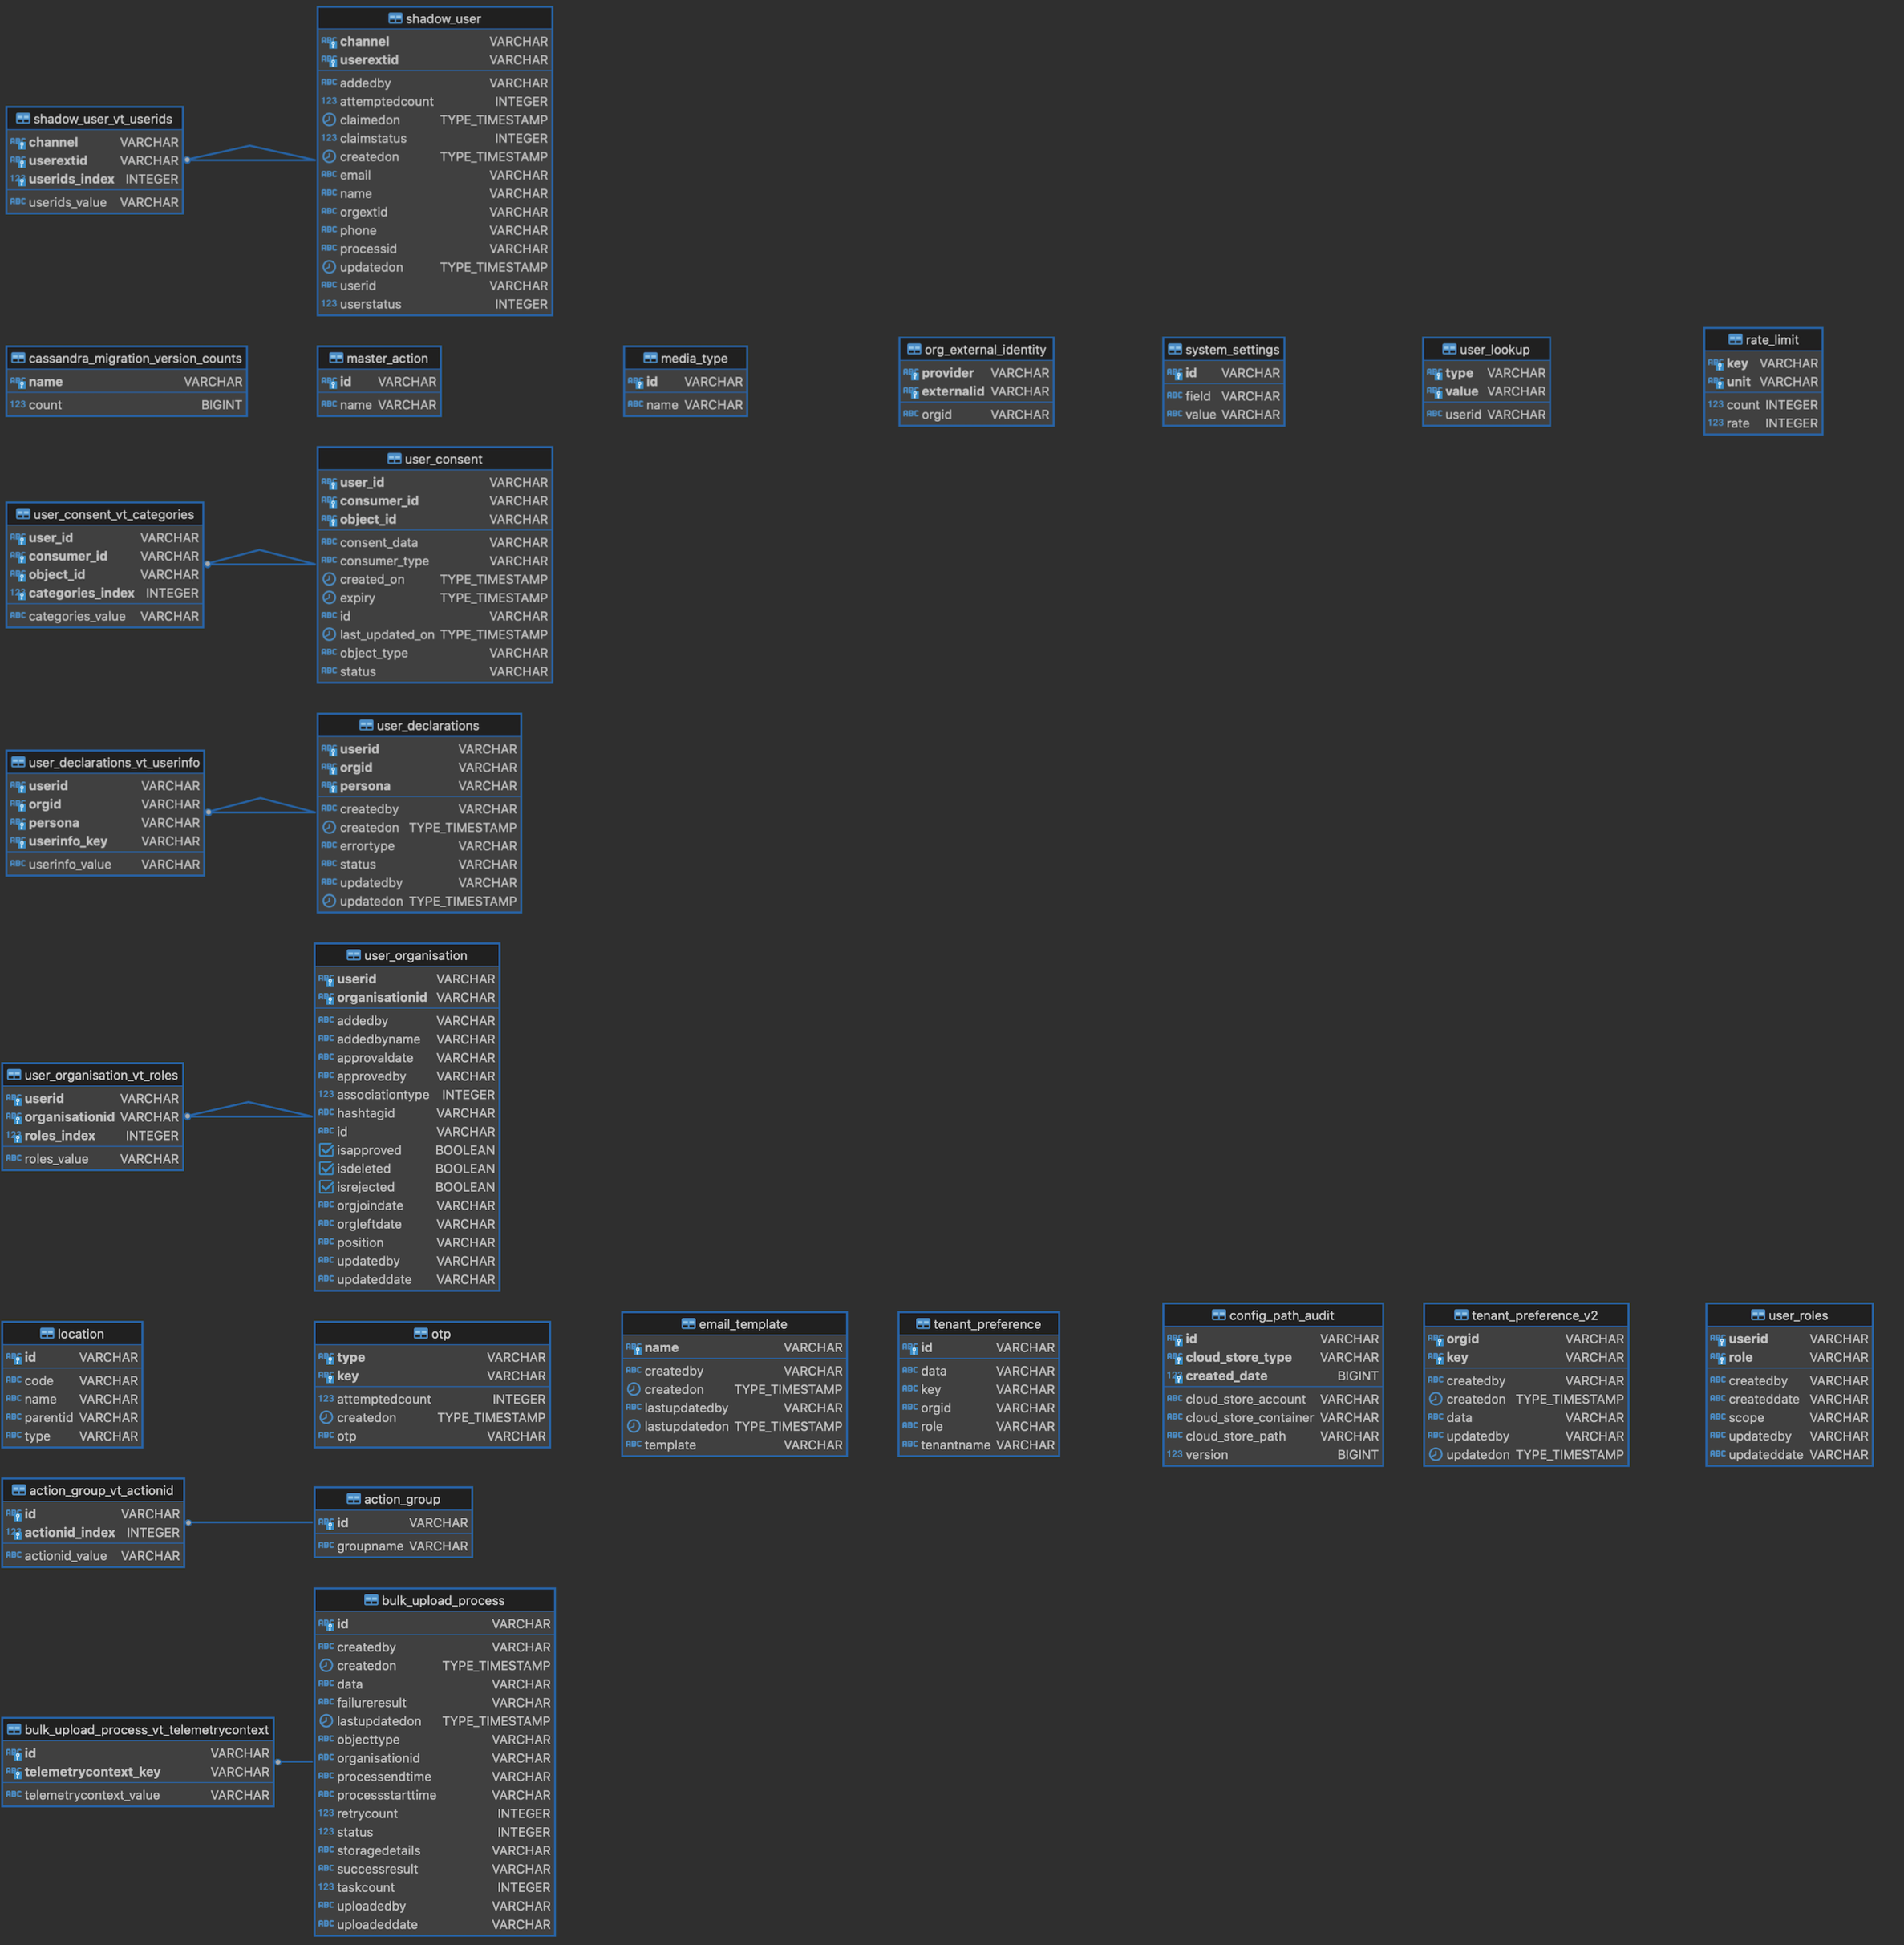 shadow_user
channel VARCHAR
userextid VARCHAR
addedby VARCHAR
attemptedcount INTEGER
claimedon TYPE_TIMESTAMP
claimstatus INTEGER
createdon TYPE_TIMESTAMP
email VARCHAR
name VARCHAR
orgextid VARCHAR
phone VARCHAR
processid VARCHAR
updatedon TYPE_TIMESTAMP
userid VARCHAR
userstatus INTEGER
shadow_user_vt_userids
channel VARCHAR
userextid VARCHAR
userids_index INTEGER
userids_value VARCHAR
cassandra_migration_version_counts
name VARCHAR
count BIGINT
master_action
id VARCHAR
name VARCHAR
media_type
id VARCHAR
name VARCHAR
org_external_identity
provider VARCHAR
externalid VARCHAR
orgid VARCHAR
system_settings
id VARCHAR
field VARCHAR
value VARCHAR
user_lookup
type VARCHAR
value VARCHAR
userid VARCHAR
rate_limit
key VARCHAR
unit VARCHAR
count INTEGER
rate INTEGER
user_consent_vt_categories
user_id VARCHAR
consumer_id VARCHAR
object_id VARCHAR
categories_index INTEGER
categories_value VARCHAR
user_consent
user_id VARCHAR
consumer_id VARCHAR
object_id VARCHAR
consent_data VARCHAR
consumer_type VARCHAR
created_on TYPE_TIMESTAMP
expiry TYPE_TIMESTAMP
id VARCHAR
last_updated_on TYPE_TIMESTAMP
object_type VARCHAR
status VARCHAR
user_declarations_vt_userinfo
userid VARCHAR
orgid VARCHAR
persona VARCHAR
userinfo_key VARCHAR
userinfo_value VARCHAR
user_declarations
userid VARCHAR
orgid VARCHAR
persona VARCHAR
createdby VARCHAR
createdon TYPE_TIMESTAMP
errortype VARCHAR
status VARCHAR
updatedby VARCHAR
updatedon TYPE_TIMESTAMP
user_organisation_vt_roles
userid VARCHAR
organisationid VARCHAR
roles_index INTEGER
roles_value VARCHAR
user_organisation
userid VARCHAR
organisationid VARCHAR
addedby VARCHAR
addedbyname VARCHAR
approvaldate VARCHAR
approvedby VARCHAR
associationtype INTEGER
hashtagid VARCHAR
id VARCHAR
isapproved BOOLEAN
isdeleted BOOLEAN
isrejected BOOLEAN
orgjoindate VARCHAR
orgleftdate VARCHAR
position VARCHAR
updatedby VARCHAR
updateddate VARCHAR
location
id VARCHAR
code VARCHAR
name VARCHAR
parentid VARCHAR
type VARCHAR
otp
type VARCHAR
key VARCHAR
attemptedcount INTEGER
createdon TYPE_TIMESTAMP
otp VARCHAR
email_template
name VARCHAR
createdby VARCHAR
createdon TYPE_TIMESTAMP
lastupdatedby VARCHAR
lastupdatedon TYPE_TIMESTAMP
template VARCHAR
tenant_preference
id VARCHAR
data VARCHAR
key VARCHAR
orgid VARCHAR
role VARCHAR
tenantname VARCHAR
config_path_audit
id VARCHAR
cloud_store_type VARCHAR
created_date BIGINT
cloud_store_account VARCHAR
cloud_store_container VARCHAR
cloud_store_path VARCHAR
version BIGINT
tenant_preference_v2
orgid VARCHAR
key VARCHAR
createdby VARCHAR
createdon TYPE_TIMESTAMP
data VARCHAR
updatedby VARCHAR
updatedon TYPE_TIMESTAMP
user_roles
userid VARCHAR
role VARCHAR
createdby VARCHAR
createddate VARCHAR
scope VARCHAR
updatedby VARCHAR
updateddate VARCHAR
action_group_vt_actionid
id VARCHAR
actionid_index INTEGER
actionid_value VARCHAR
action_group
id VARCHAR
groupname VARCHAR
bulk_upload_process_vt_telemetrycontext
id VARCHAR
telemetrycontext_key VARCHAR
telemetrycontext_value VARCHAR
bulk_upload_process
id VARCHAR
createdby VARCHAR
createdon TYPE_TIMESTAMP
data VARCHAR
failureresult VARCHAR
lastupdatedon TYPE_TIMESTAMP
objecttype VARCHAR
organisationid VARCHAR
processendtime VARCHAR
processstarttime VARCHAR
retrycount INTEGER
status INTEGER
storagedetails VARCHAR
successresult VARCHAR
taskcount INTEGER
uploadedby VARCHAR
uploadeddate VARCHAR